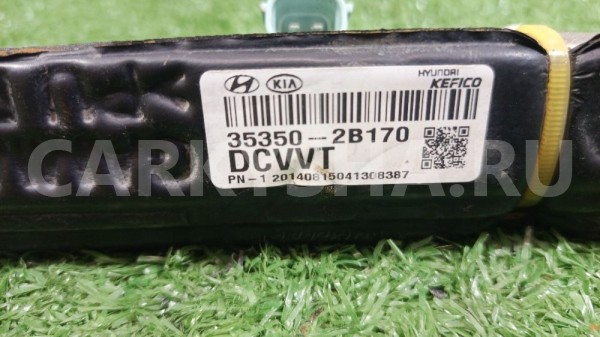 HYUNDAI
KIA
KEFICO
35350-2B170
DCVVT
PN-1 20140815041308387
CARKUSHA.RU